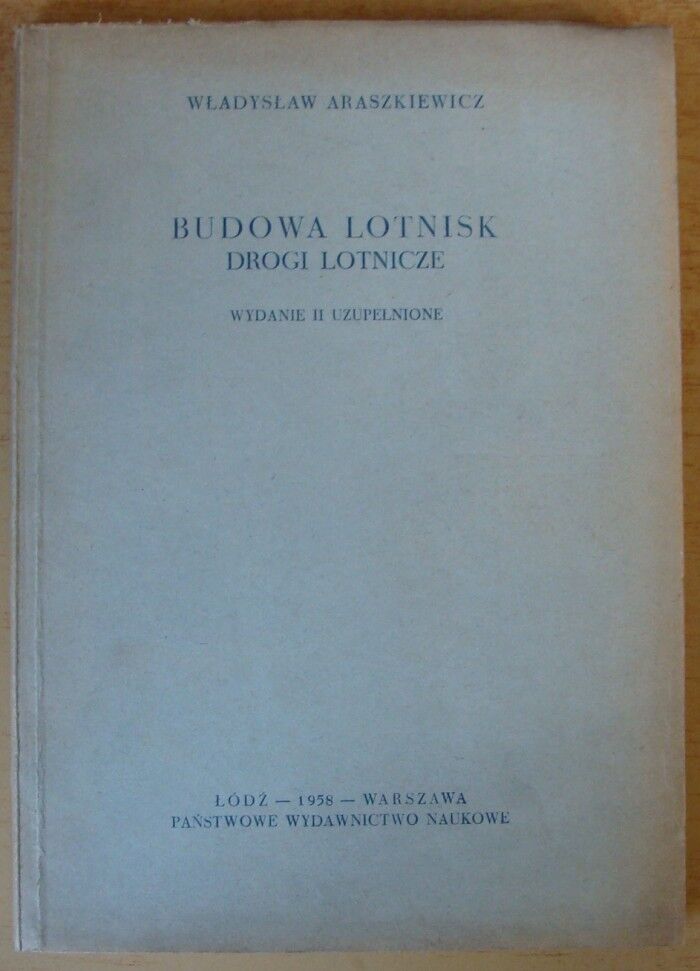 WŁADYSŁAW ARASZKIEWICZ
BUDOWA LOTNISK
DROGI LOTNICZE
WYDANIE II UZUPEŁNIONE
ŁÓDŹ — 1958 — WARSZAWA
PAŃSTWOWE WYDAWNICTWO NAUKOWE